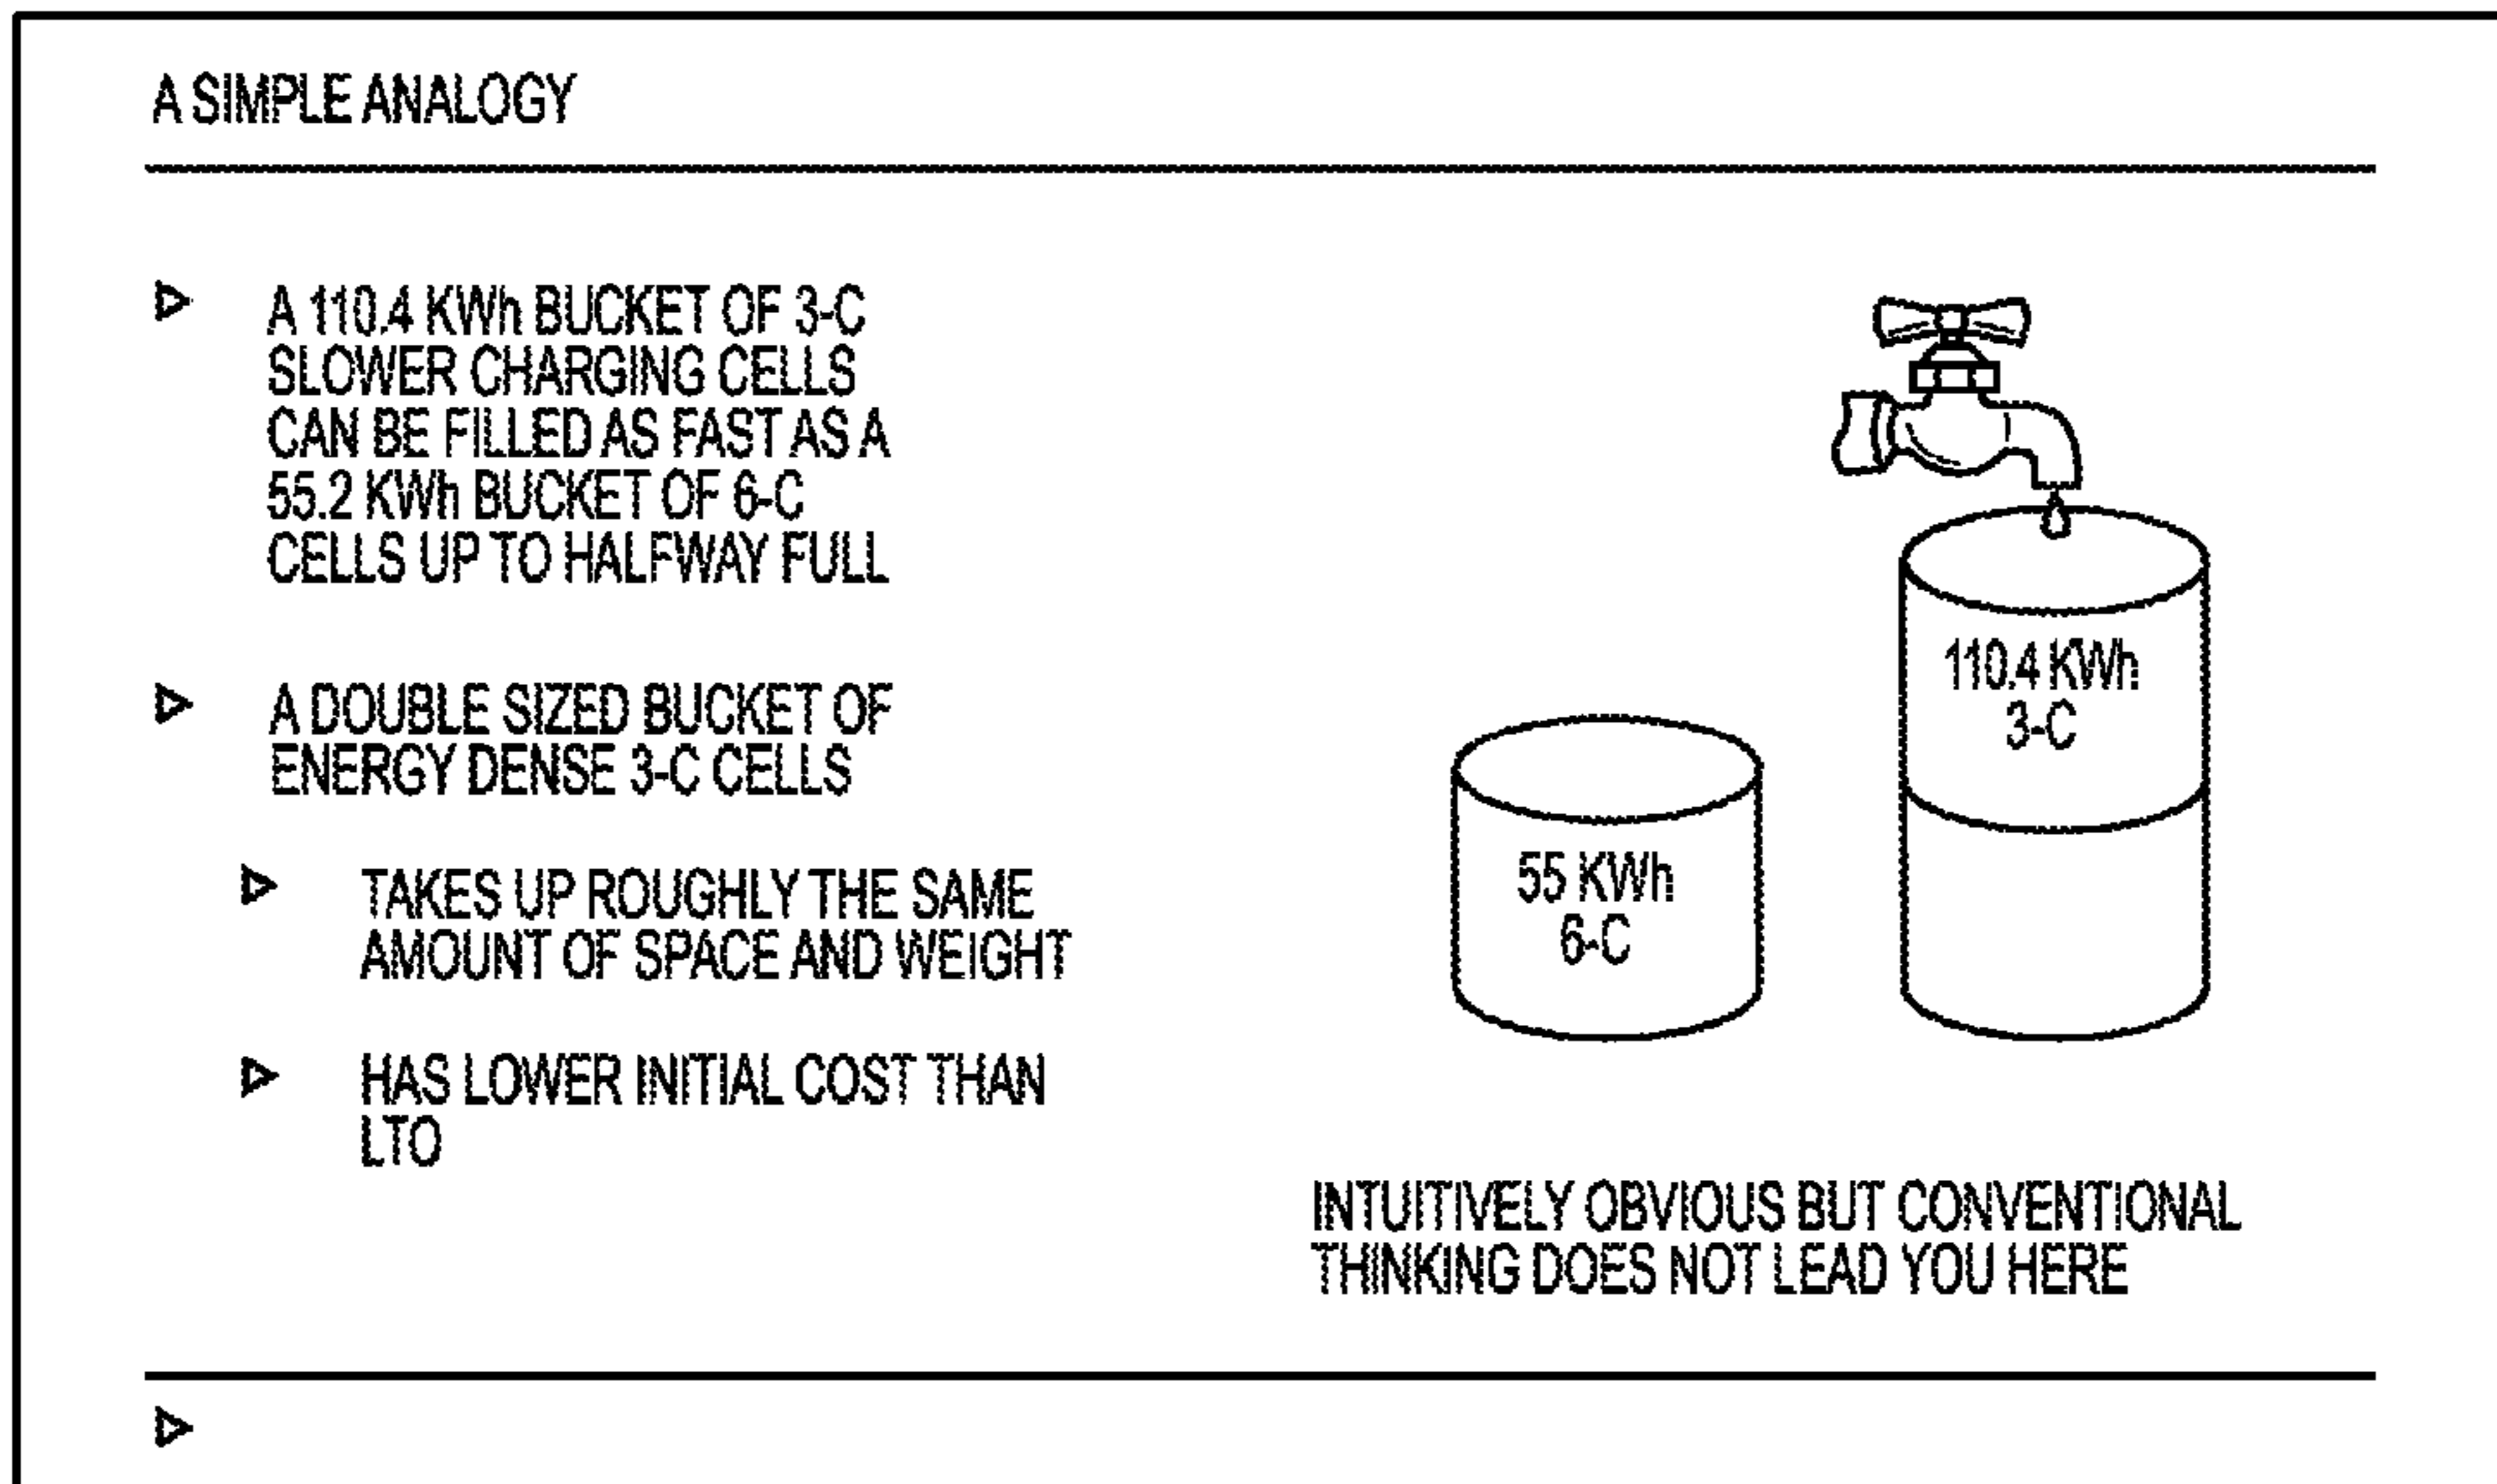 A SIMPLE ANALOGY
A 110.4 KWh BUCKET OF 3-C
SLOWER CHARGING CELLS
CAN BE FILLED AS FAST AS A
55.2 KWh BUCKET OF 6-C
CELLS UP TO HALFWAY FULL
A DOUBLE SIZED BUCKET OF
ENERGY DENSE 3-C CELLS
TAKES UP ROUGHLY THE SAME
AMOUNT OF SPACE AND WEIGHT
HAS LOWER INITIAL COST THAN
LTO
55 KWh
6-C
110.4 KWh
3-C
INTUITIVELY OBVIOUS BUT CONVENTIONAL
THINKING DOES NOT LEAD YOU HERE